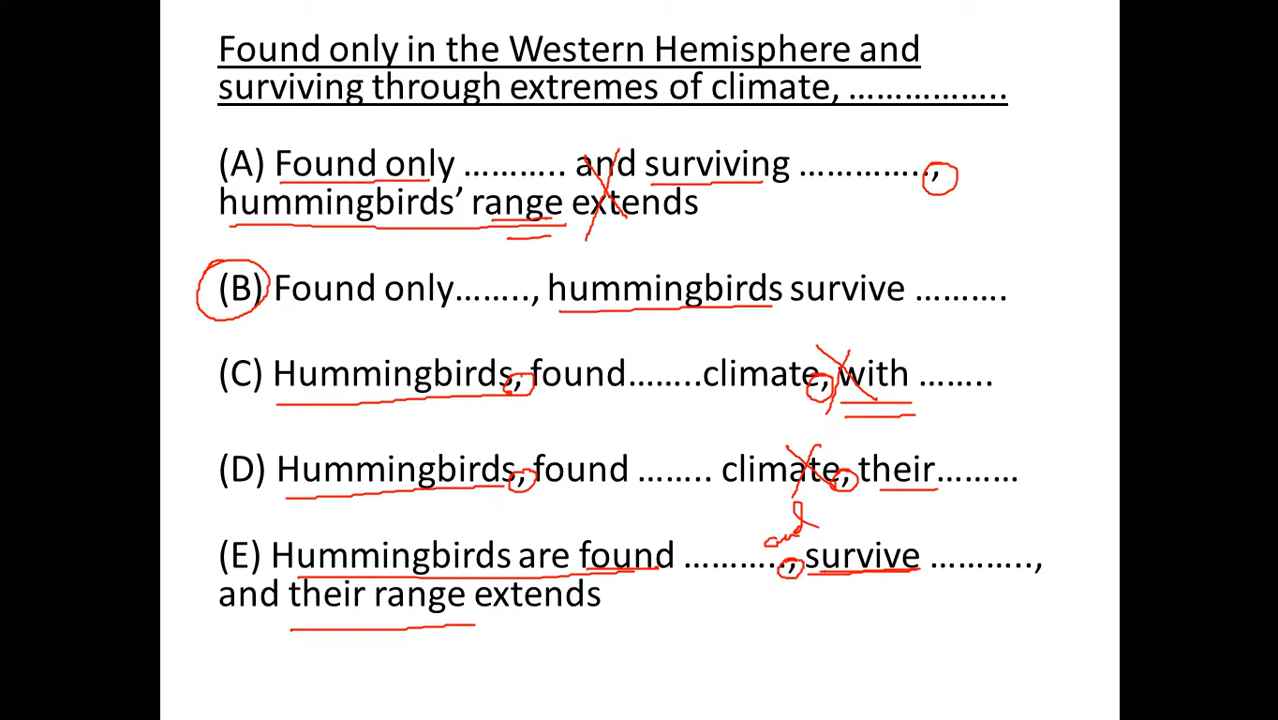 Found only in the Western Hemisphere and
surviving through extremes of climate, ……………..
(A) Found only ……….. and surviving …………..,
hummingbirds’ range extends
(B) Found only…….., hummingbirds survive ……….
(C) Hummingbirds, found……..climate, with ……..
(D) Hummingbirds, found …….. climate, their………
and
(E) Hummingbirds are found ……….., survive ………..,
and their range extends